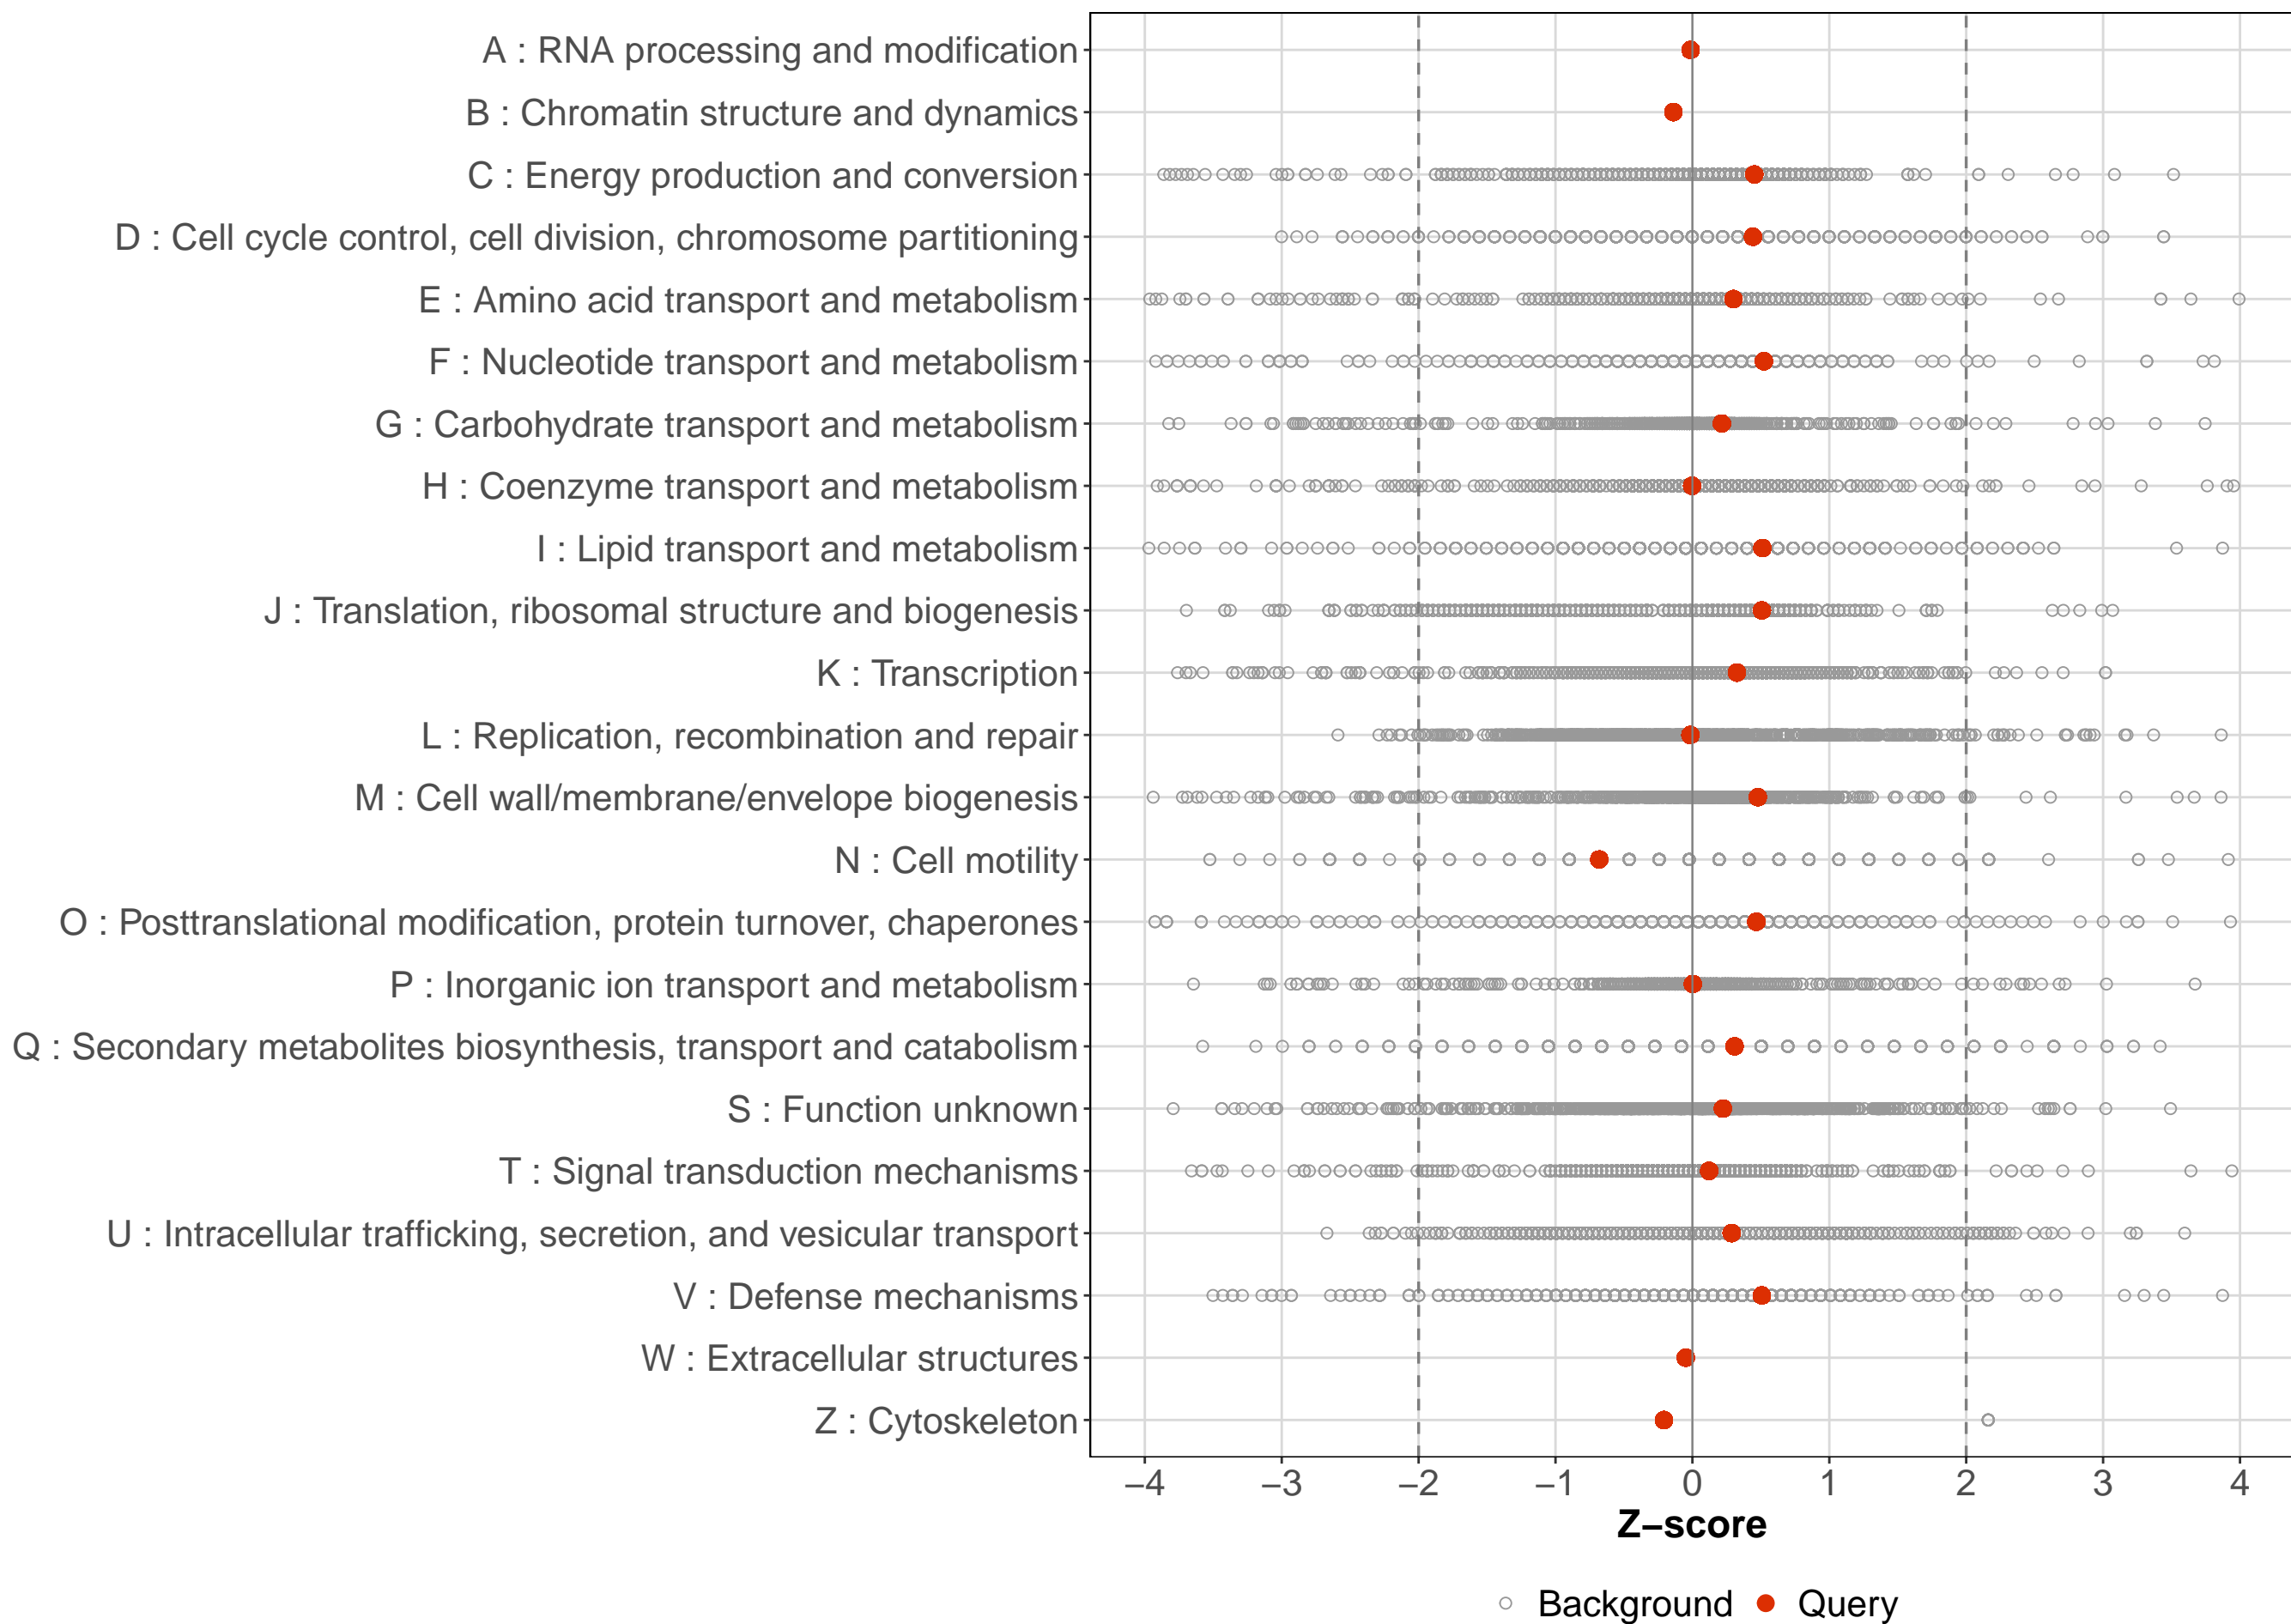 A : RNA processing and modification
B : Chromatin structure and dynamics
C : Energy production and conversion
D : Cell cycle control, cell division, chromosome partitioning
E : Amino acid transport and metabolism
F : Nucleotide transport and metabolism
G : Carbohydrate transport and metabolism
H : Coenzyme transport and metabolism
I : Lipid transport and metabolism
J : Translation, ribosomal structure and biogenesis
K : Transcription
L : Replication, recombination and repair
M : Cell wall/membrane/envelope biogenesis
N : Cell motility
O : Posttranslational modification, protein turnover, chaperones
P : Inorganic ion transport and metabolism
Q : Secondary metabolites biosynthesis, transport and catabolism
S : Function unknown
T : Signal transduction mechanisms
U : Intracellular trafficking, secretion, and vesicular transport
V : Defense mechanisms
W : Extracellular structures
Z : Cytoskeleton
−4 −3 −2 −1 0 1 2 3 4
Z−score
Background Query